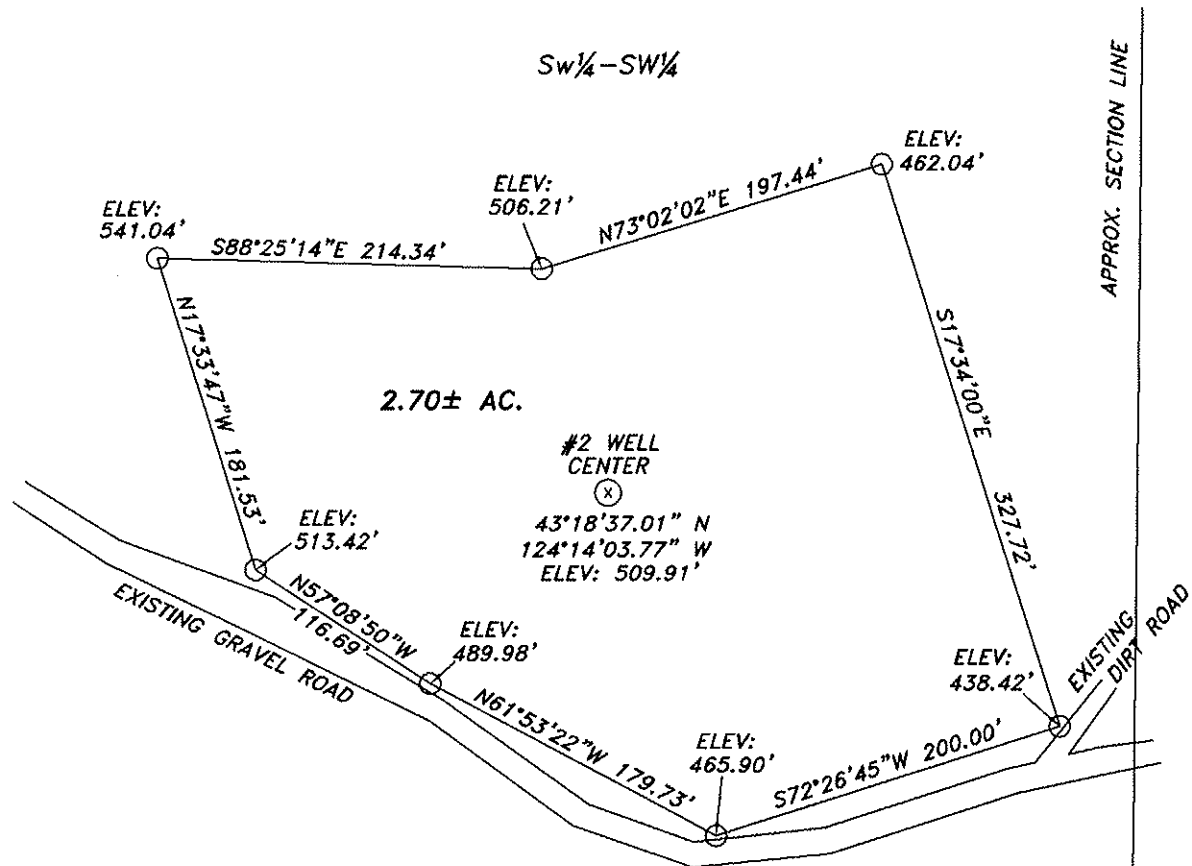 Sw¼-SW¼
APPROX. SECTION LINE
ELEV:
462.04'
ELEV:
506.21'
N73°02'02"E 197.44'
ELEV:
541.04'
S88°25'14"E 214.34'
N17°33'47"W 181.53'
S17°34'00"E 327.72'
2.70± AC.
#2 WELL
CENTER
X
43°18'37.01" N
124°14'03.77" W
ELEV: 509.91'
ELEV:
513.42'
N57°08'50"W
116.69'
EXISTING GRAVEL ROAD
ELEV:
489.98'
N61°53'22"W 179.73'
ELEV:
465.90'
S72°26'45"W 200.00'
ELEV:
438.42'
EXISTING
DIRT ROAD